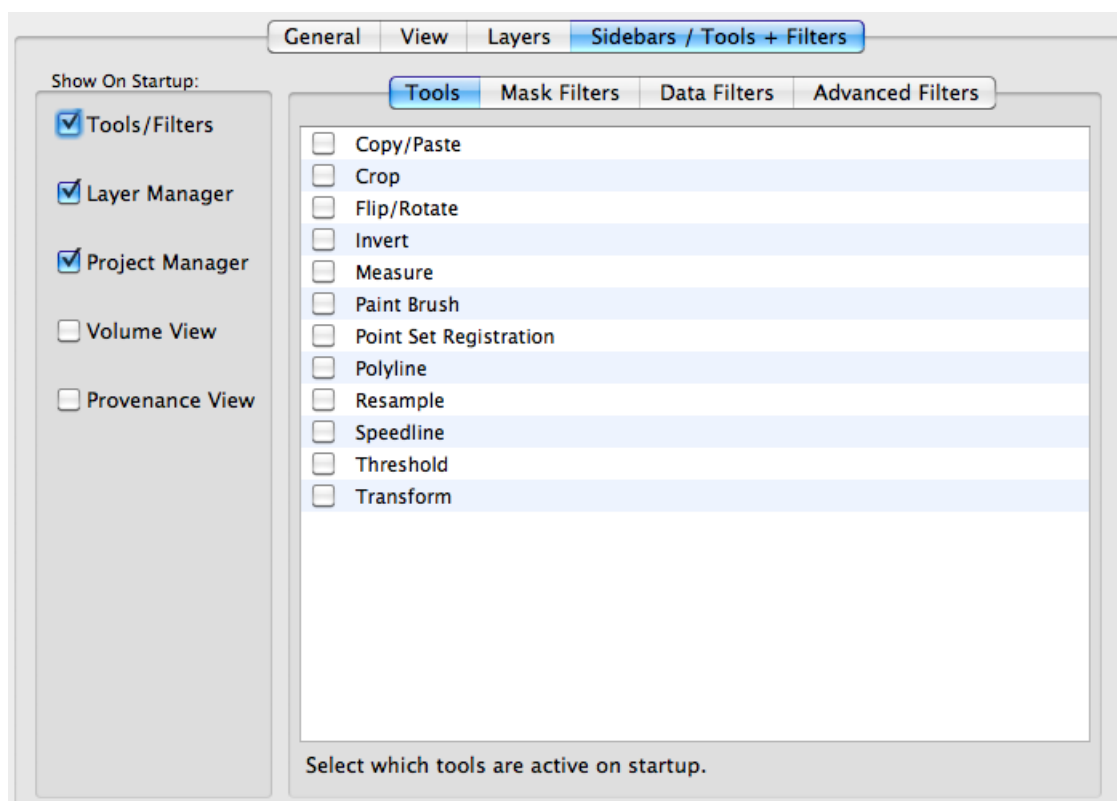 General View Layers Sidebars / Tools + Filters
Show On Startup:
Tools/Filters
Layer Manager
Project Manager
Volume View
Provenance View
Tools Mask Filters Data Filters Advanced Filters
Copy/Paste
Crop
Flip/Rotate
Invert
Measure
Paint Brush
Point Set Registration
Polyline
Resample
Speedline
Threshold
Transform
Select which tools are active on startup.